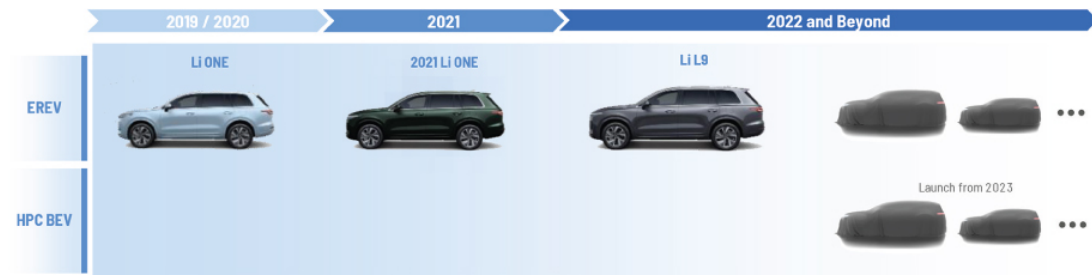 2019 / 2020
2021
2022 and Beyond
Li ONE
2021 Li ONE
Li L9
EREV
•••
Launch from 2023
HPC BEV
•••